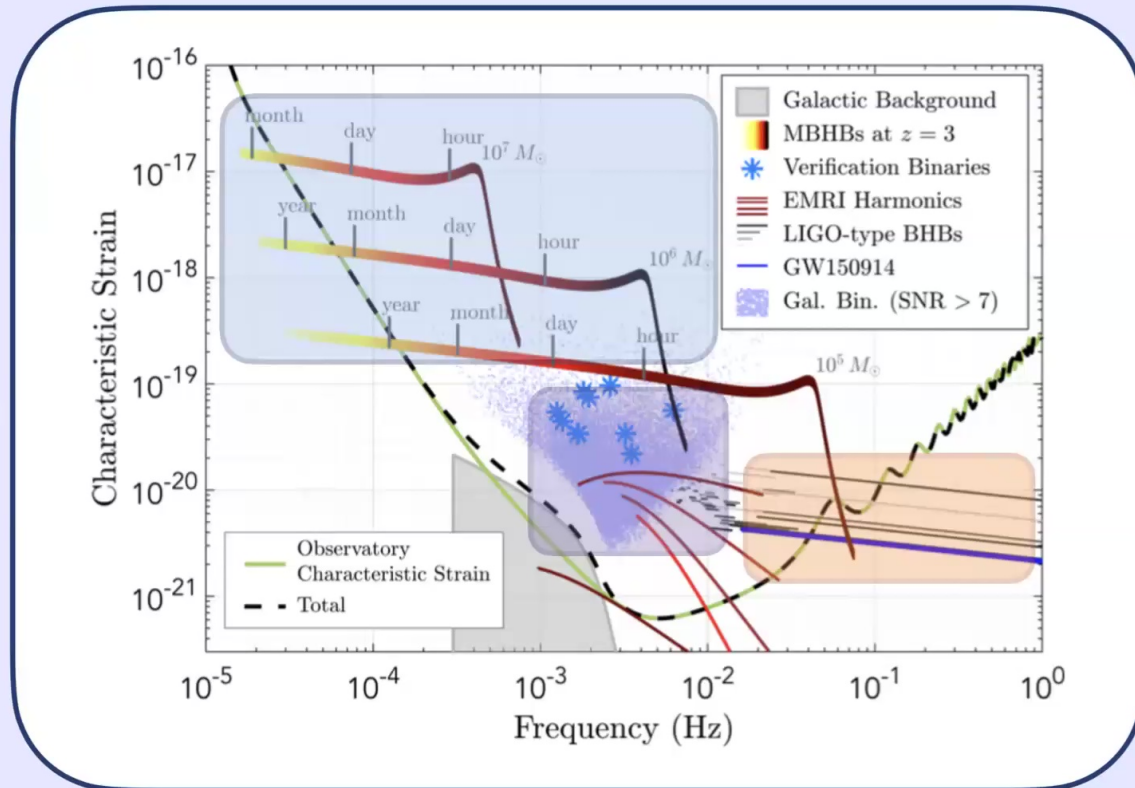 10^-16
10^-17
10^-18
10^-19
10^-20
10^-21
Characteristic Strain
month
day
hour
10^7 M_⊙
year
month
day
hour
10^6 M_⊙
year
month
day
hour
10^5 M_⊙
Galactic Background
MBHBs at z = 3
Verification Binaries
EMRI Harmonics
LIGO-type BHBs
GW150914
Gal. Bin. (SNR > 7)
Observatory
Characteristic Strain
Total
10^-5
10^-4
10^-3
10^-2
10^-1
10^0
Frequency (Hz)